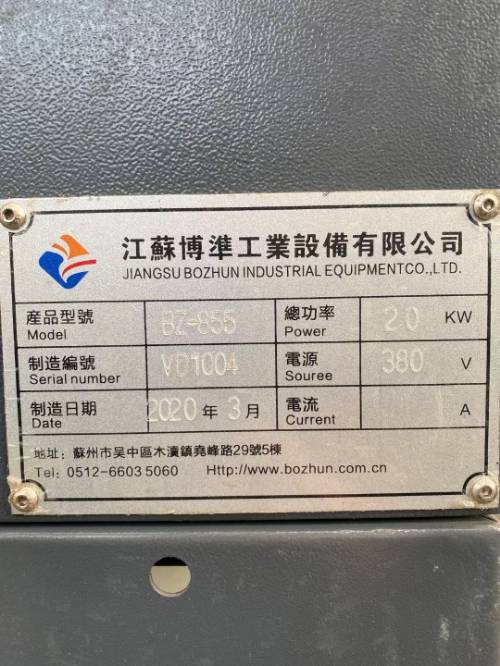 江蘇博準工業設備有限公司
JIANGSU BOZHUN INDUSTRIAL EQUIPMENTCO.,LTD.
産品型號 BZ-855 總功率 2.0 KW
Model Power
制造編號 VD1004 電源 380 V
Serial number Souree
制造日期 2020 年 3 月 電流 A
Date Current
地址: 蘇州市吴中區木瀆鎮堯峰路29號5棟
Tel: 0512-6603 5060 Http://www.bozhun.com.cn